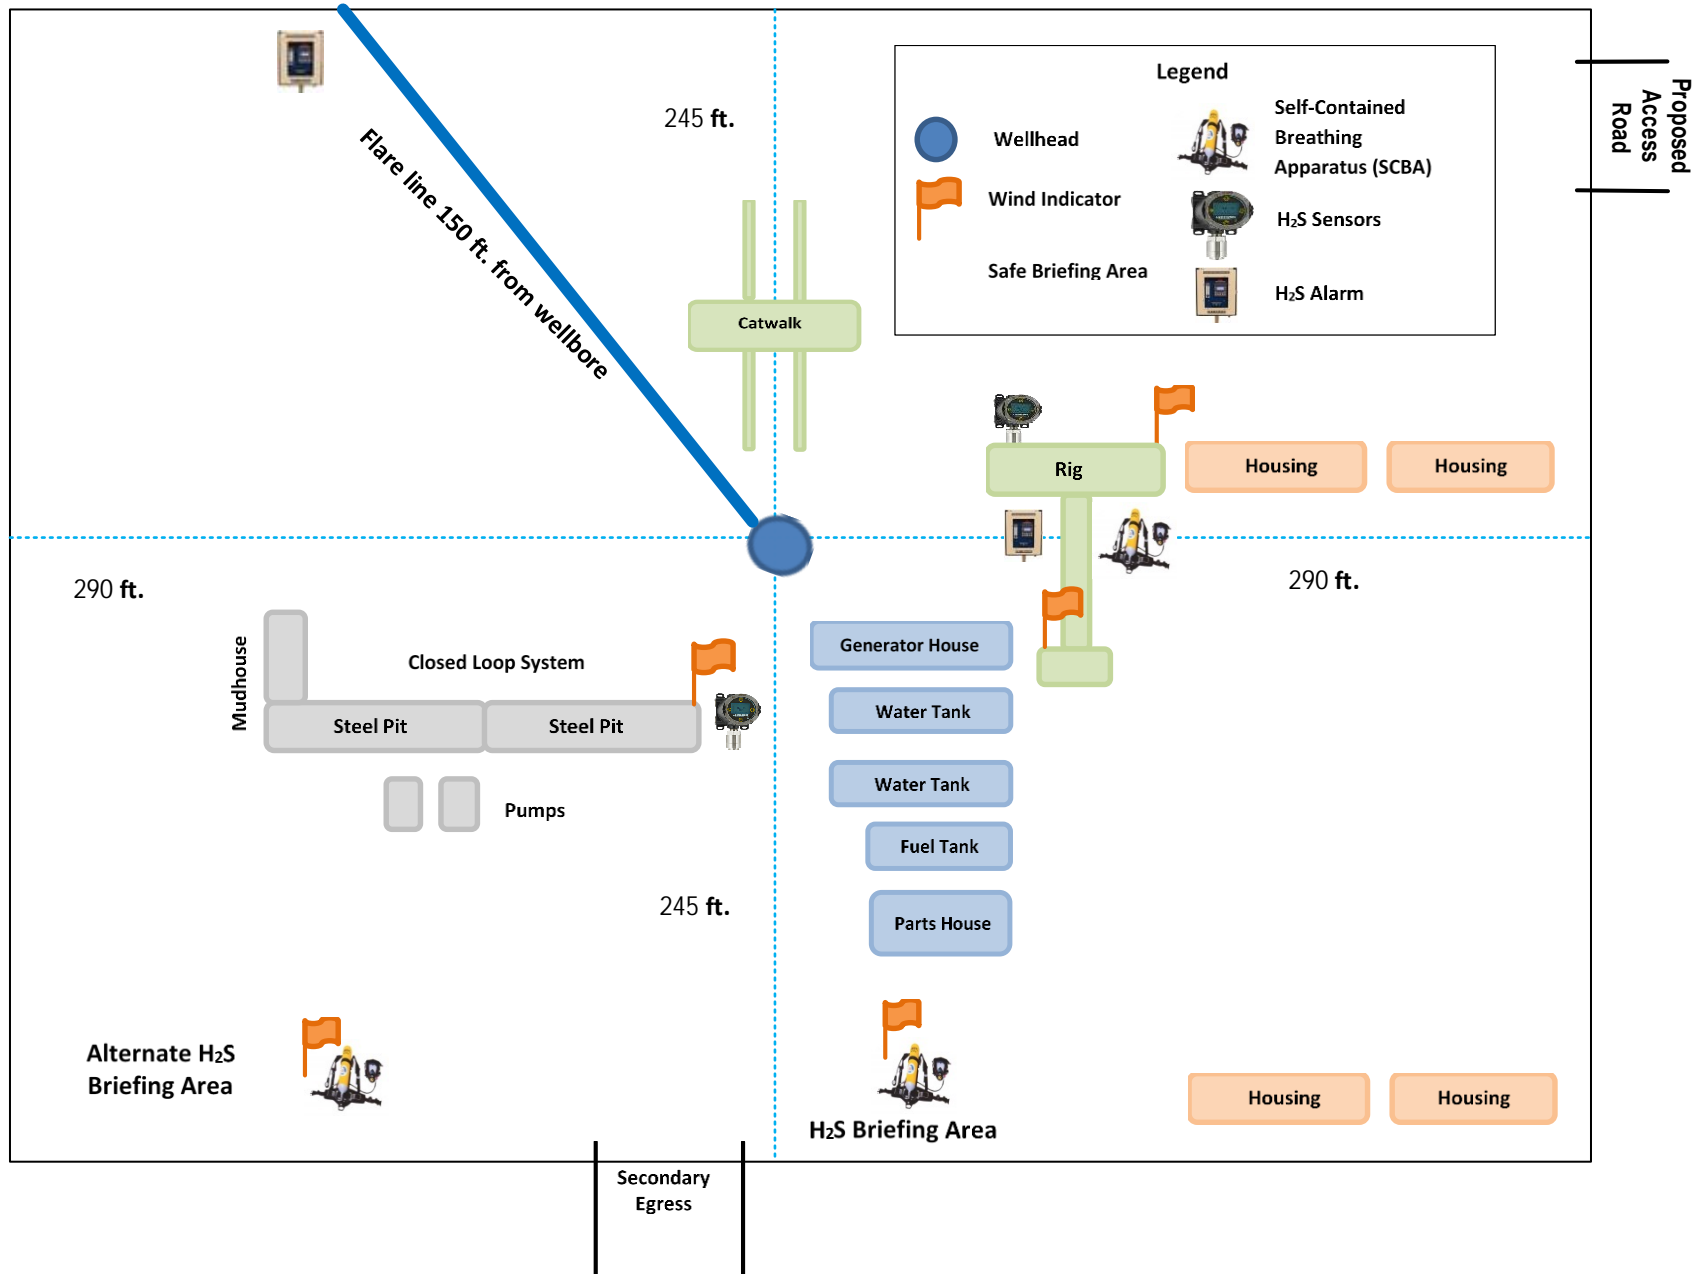 Legend
Wellhead
Wind Indicator
Safe Briefing Area
Self-Contained
Breathing
Apparatus (SCBA)
H2S Sensors
H2S Alarm
Proposed
Access
Road
245 ft.
Flare line 150 ft. from wellbore
Catwalk
Rig
Housing
Housing
290 ft.
290 ft.
Mudhouse
Closed Loop System
Steel Pit
Steel Pit
Pumps
Generator House
Water Tank
Water Tank
Fuel Tank
Parts House
245 ft.
Alternate H2S
Briefing Area
H2S Briefing Area
Housing
Housing
Secondary
Egress